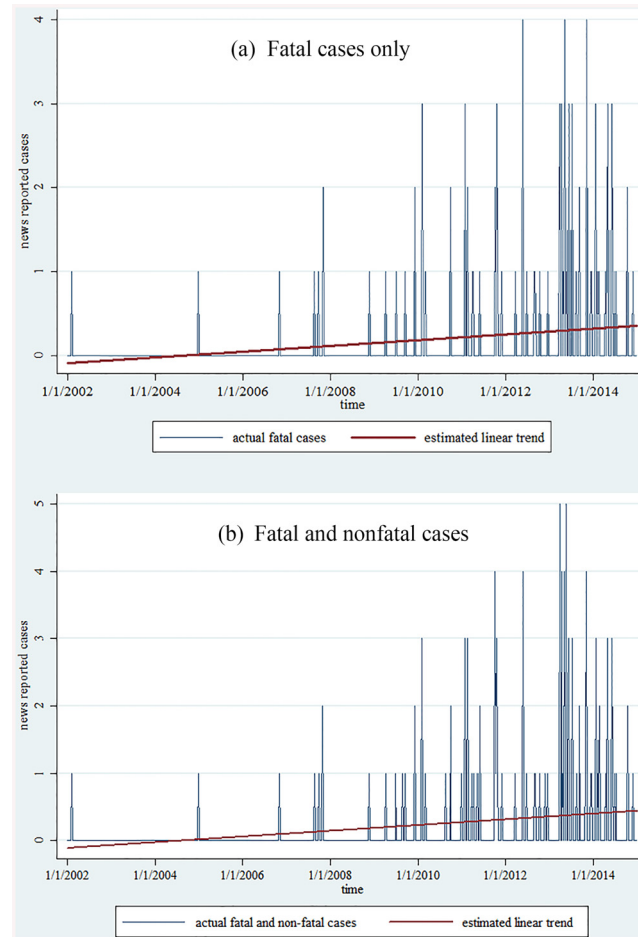 (a) Fatal cases only
4
3
2
1
0
news reported cases
1/1/2002 1/1/2004 1/1/2006 1/1/2008 1/1/2010 1/1/2012 1/1/2014
time
actual fatal cases estimated linear trend
(b) Fatal and nonfatal cases
5
4
3
2
1
0
news reported cases
1/1/2002 1/1/2004 1/1/2006 1/1/2008 1/1/2010 1/1/2012 1/1/2014
time
actual fatal and non-fatal cases estimated linear trend